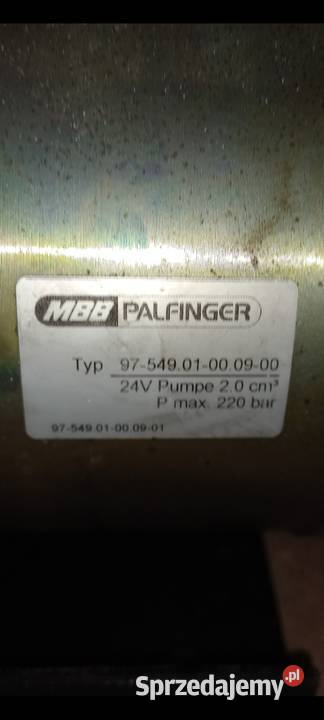 MBB PALFINGER
Typ 97-549.01-00.09-00
24V Pumpe 2.0 cm³
P max. 220 bar
97-549.01-00.09-01
Sprzedajemy.pl